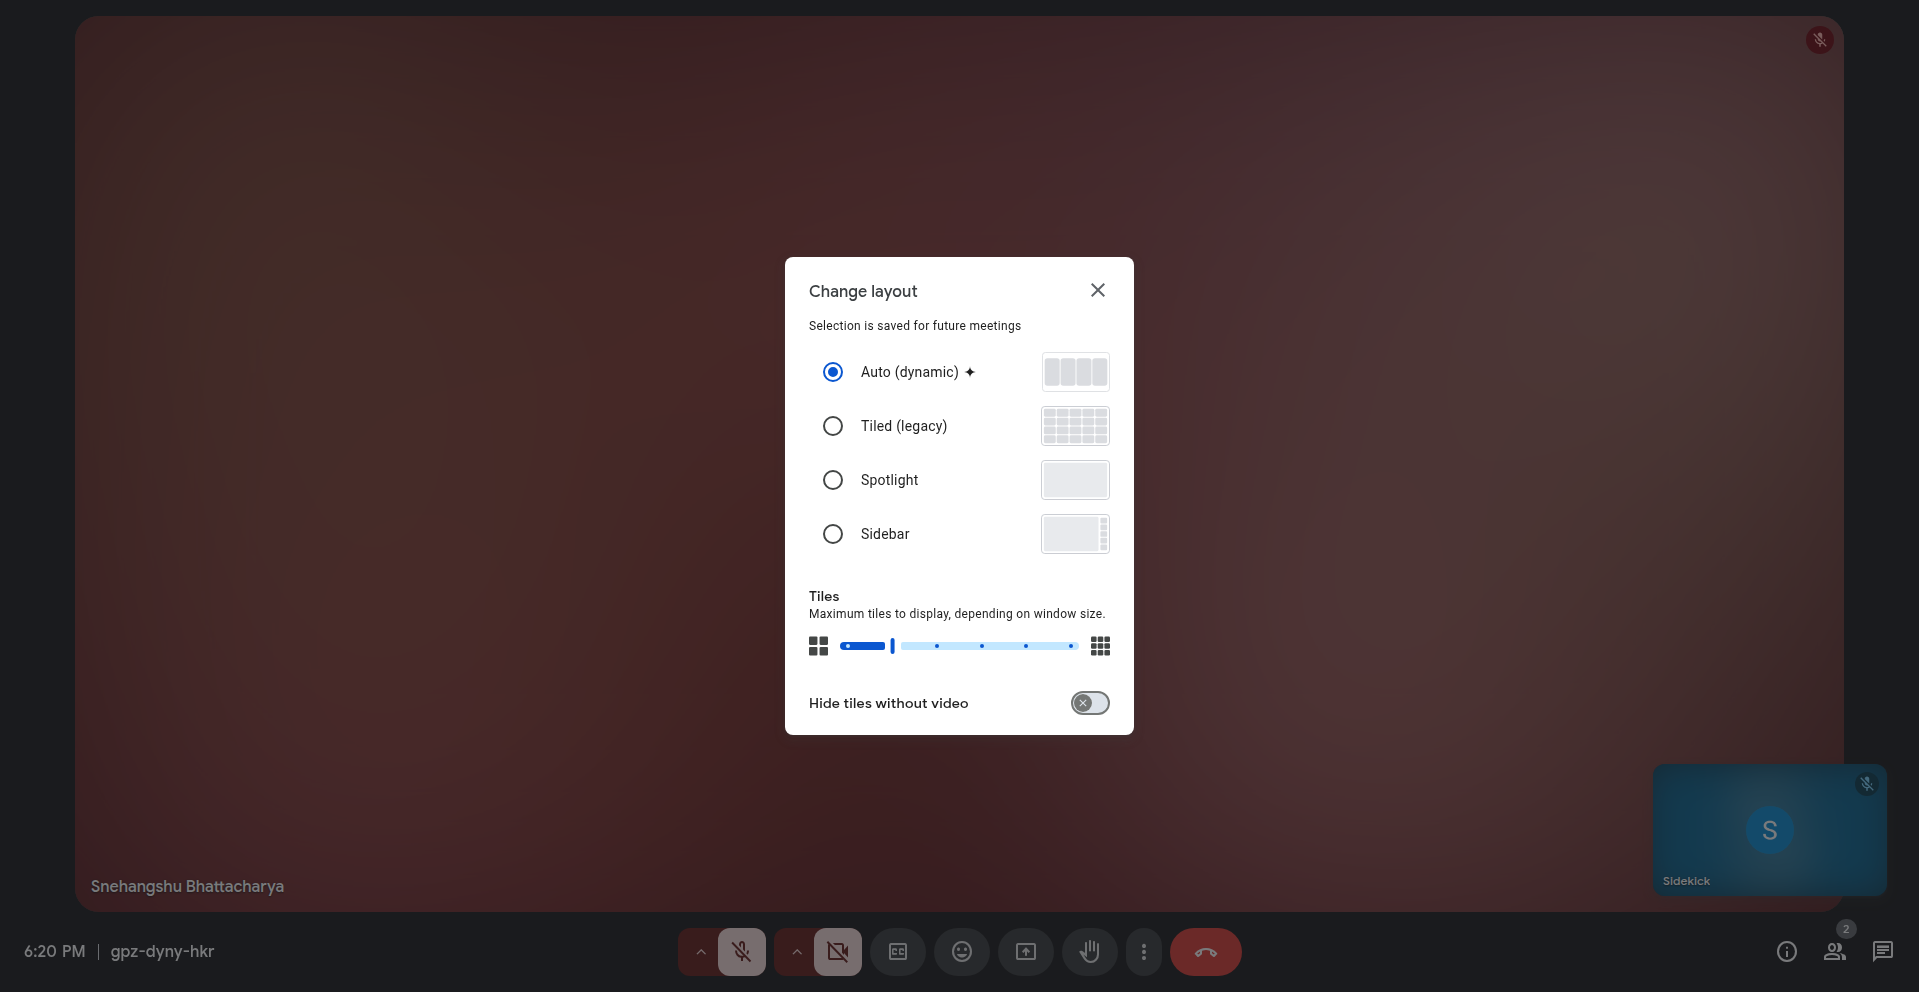 Change layout
Selection is saved for future meetings
Auto (dynamic)
Tiled (legacy)
Spotlight
Sidebar
Tiles
Maximum tiles to display, depending on window size.
Hide tiles without video
S
Sidekick
Snehangshu Bhattacharya
2
6:20 PM | gpz-dyny-hkr
CC